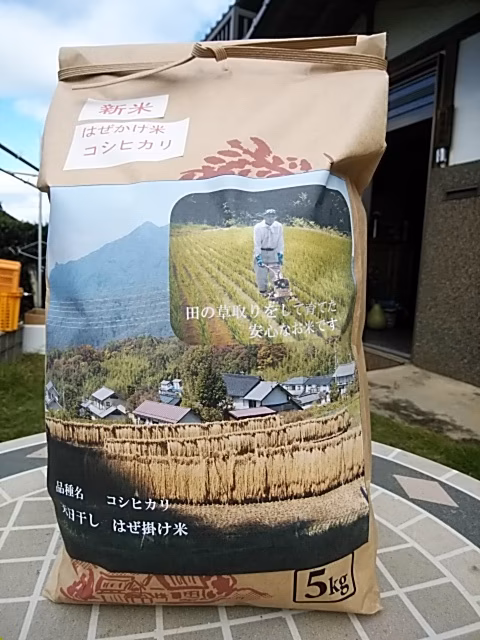 新米
はぜかけ米
コシヒカリ
田の草取りをして育てた
安心なお米です
品種名 コシヒカリ
天日干し はぜ掛け米
5kg